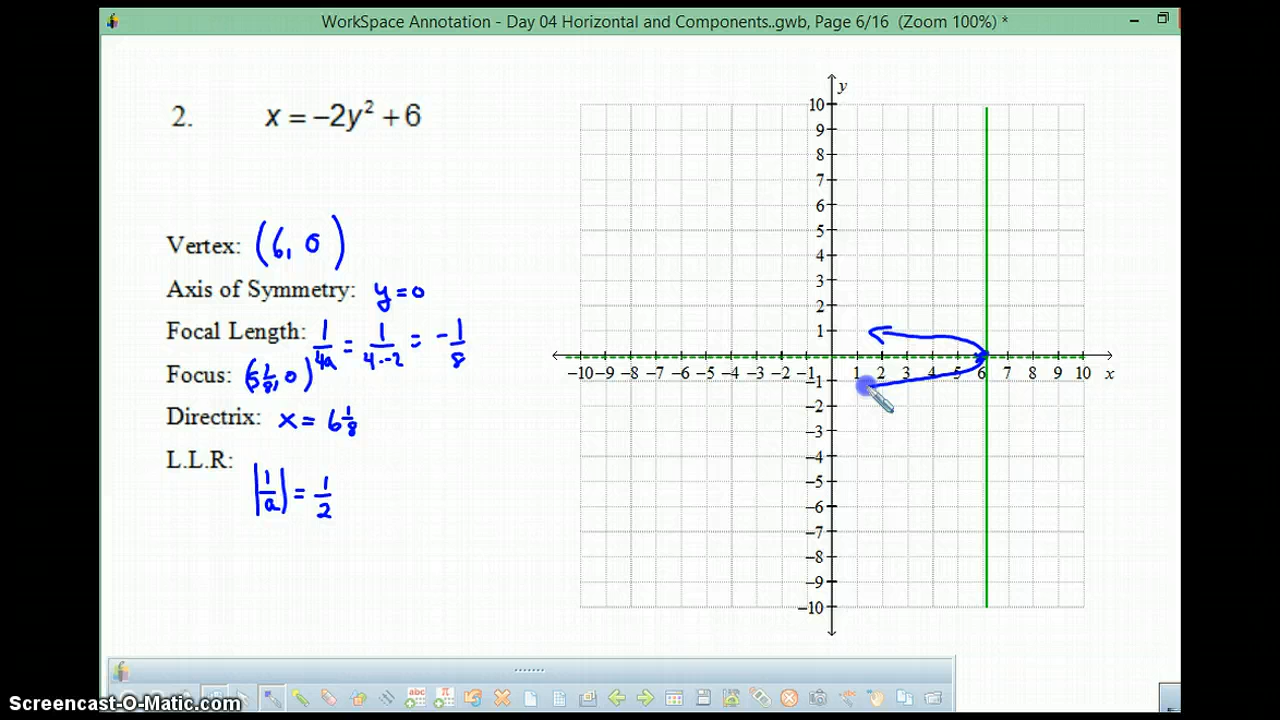 WorkSpace Annotation - Day 04 Horizontal and Components..gwb, Page 6/16 (Zoom 100%) *
2. x = –2y² + 6
Vertex: (6, 0)
Axis of Symmetry: y = 0
Focal Length: 1/4a = 1/4·-2 = -1/8
Focus: (5 7/8, 0)
Directrix: x = 6 1/8
L.L.R:
|1/a| = 1/2
y
10
9
8
7
6
5
4
3
2
1
–10 –9 –8 –7 –6 –5 –4 –3 –2 –1 1 2 3 4 5 6 7 8 9 10 x
–1
–2
–3
–4
–5
–6
–7
–8
–9
–10
abc
π
Screencast-O-Matic.com